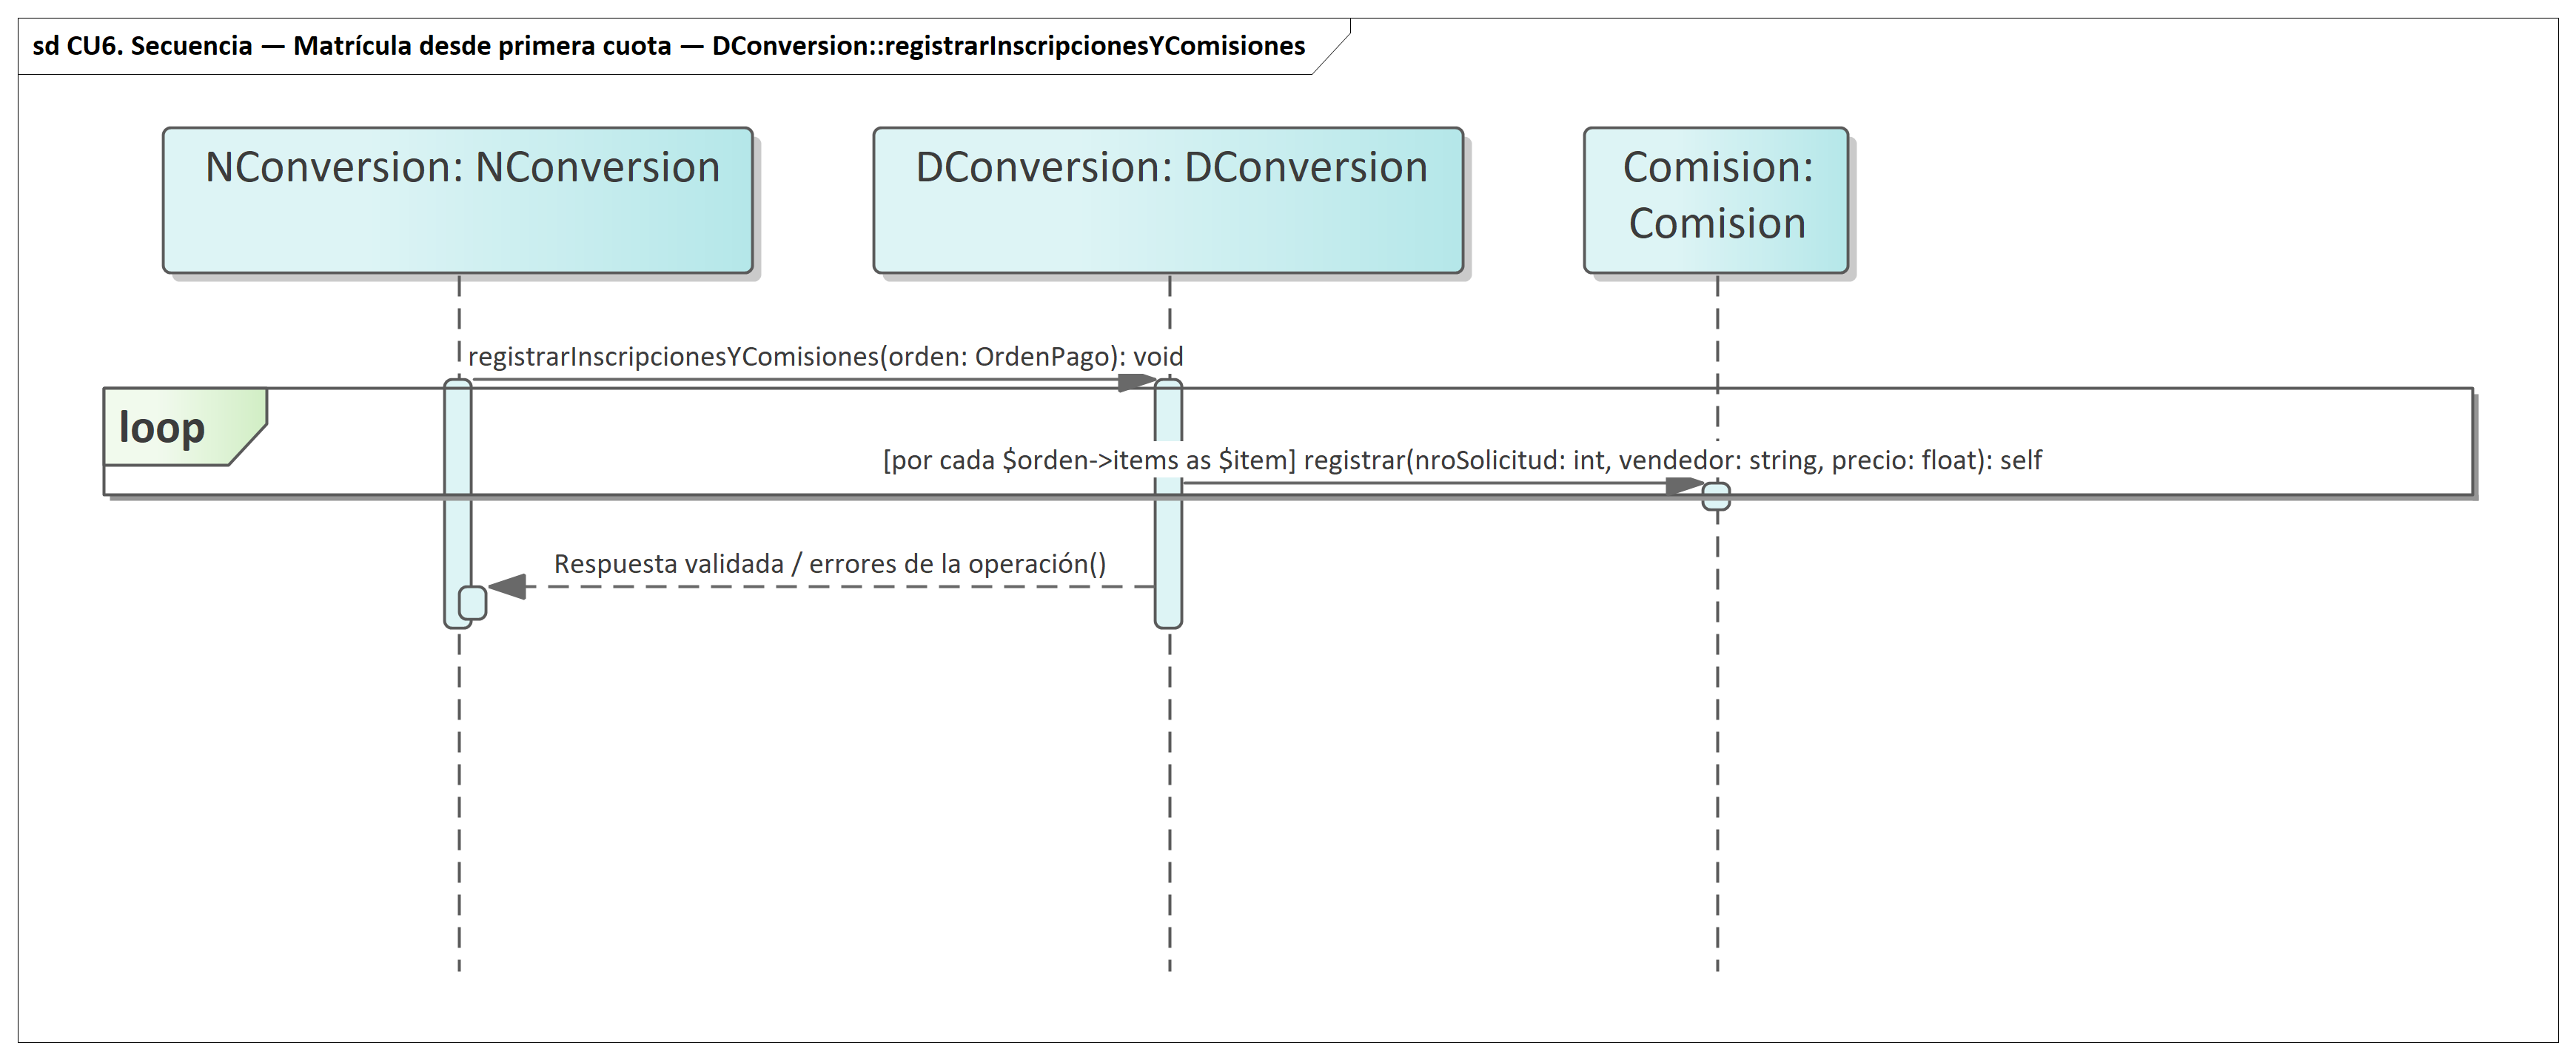 sd CU6. Secuencia — Matrícula desde primera cuota — DConversion::registrarInscripcionesYComisiones
NConversion: NConversion
DConversion: DConversion
Comision:
Comision
registrarInscripcionesYComisiones(orden: OrdenPago): void
loop
[por cada $orden->items as $item] registrar(nroSolicitud: int, vendedor: string, precio: float): self
Respuesta validada / errores de la operación()